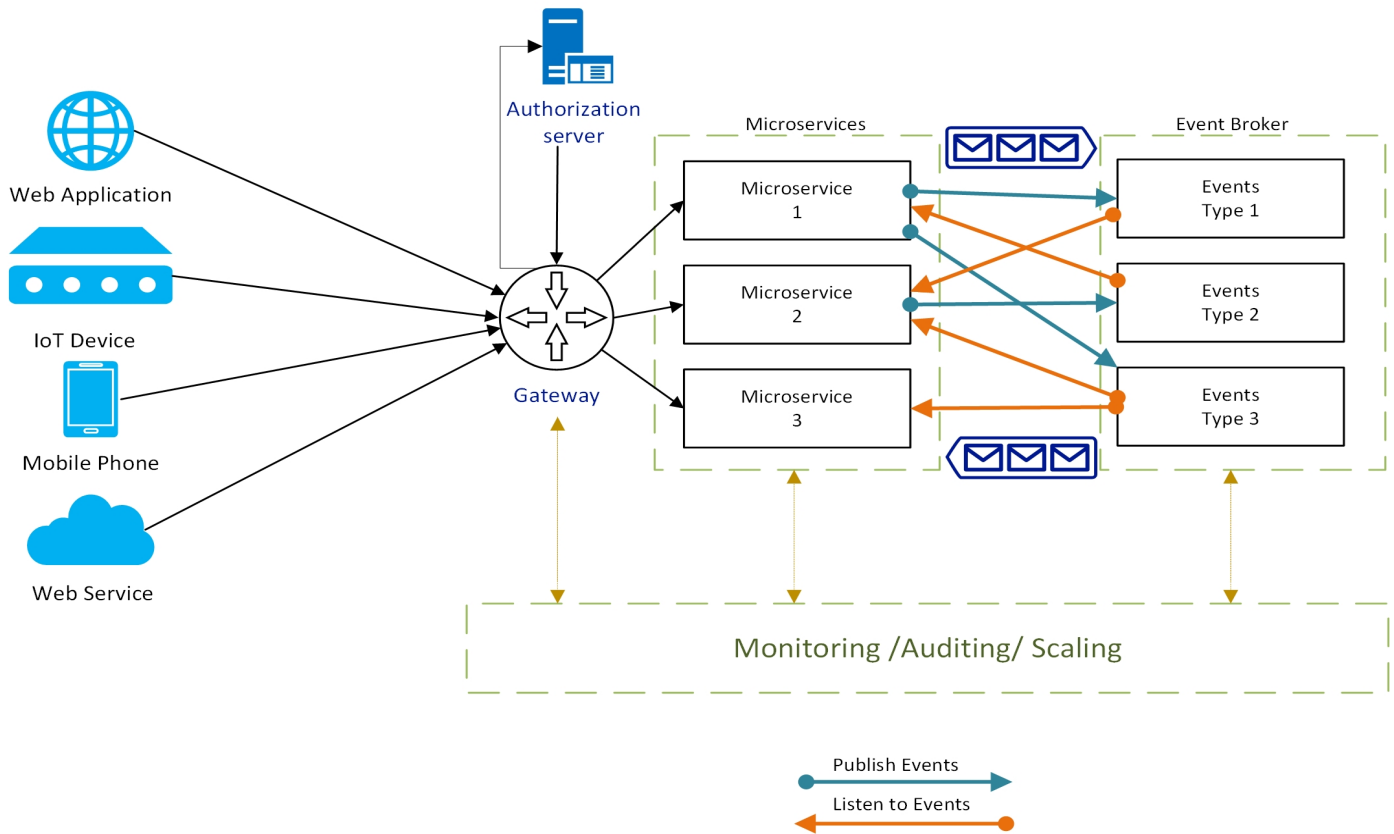 Authorization
server
Web Application
IoT Device
Mobile Phone
Web Service
Gateway
Microservices
Microservice
1
Microservice
2
Microservice
3
Event Broker
Events
Type 1
Events
Type 2
Events
Type 3
Monitoring /Auditing/ Scaling
Publish Events
Listen to Events